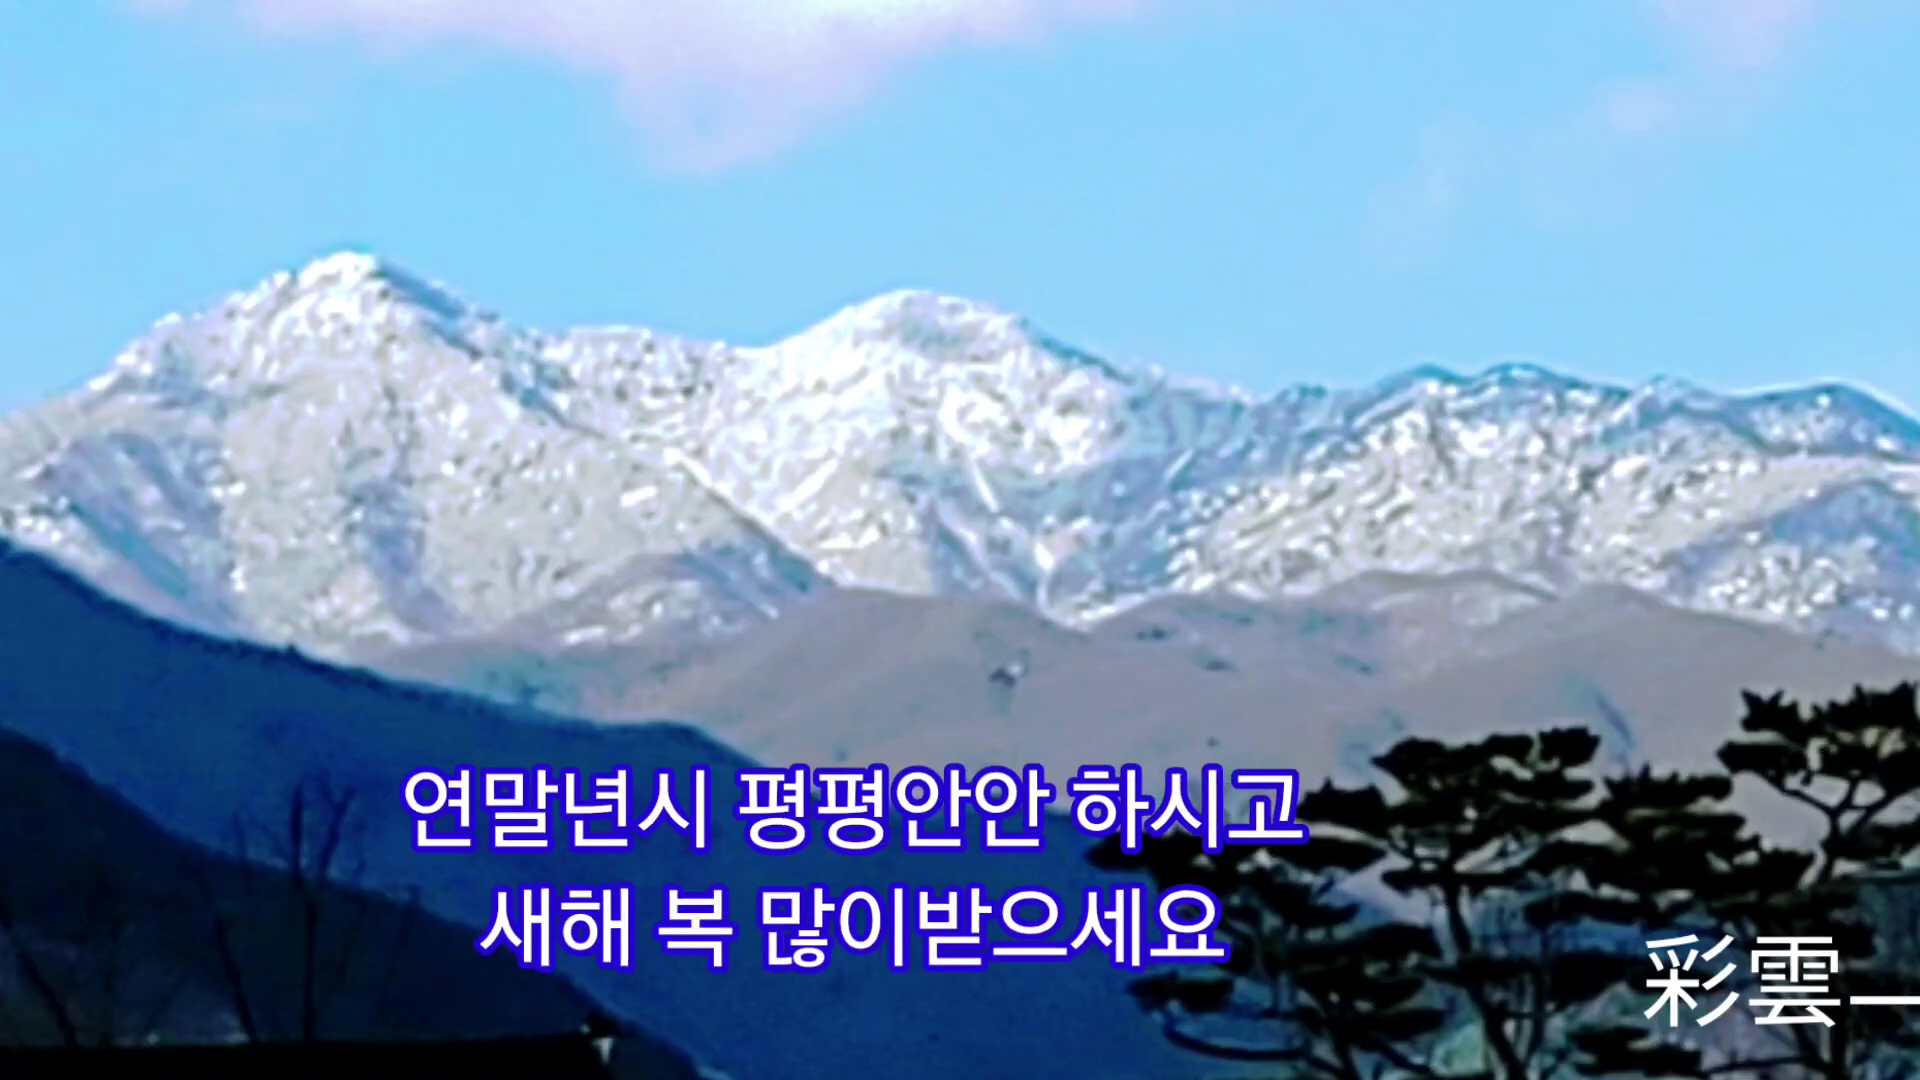 연말년시 평평안안 하시고
새해 복 많이받으세요
彩雲一